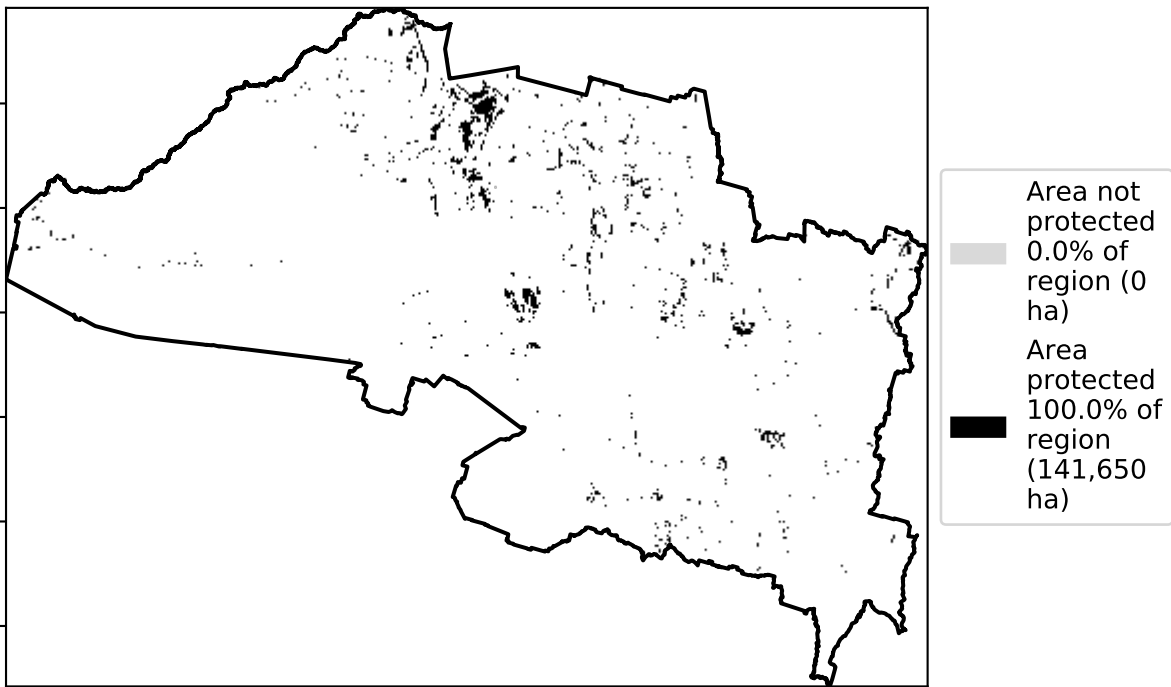 Area not
protected
0.0% of
region (0
ha)
Area
protected
100.0% of
region
(141,650
ha)